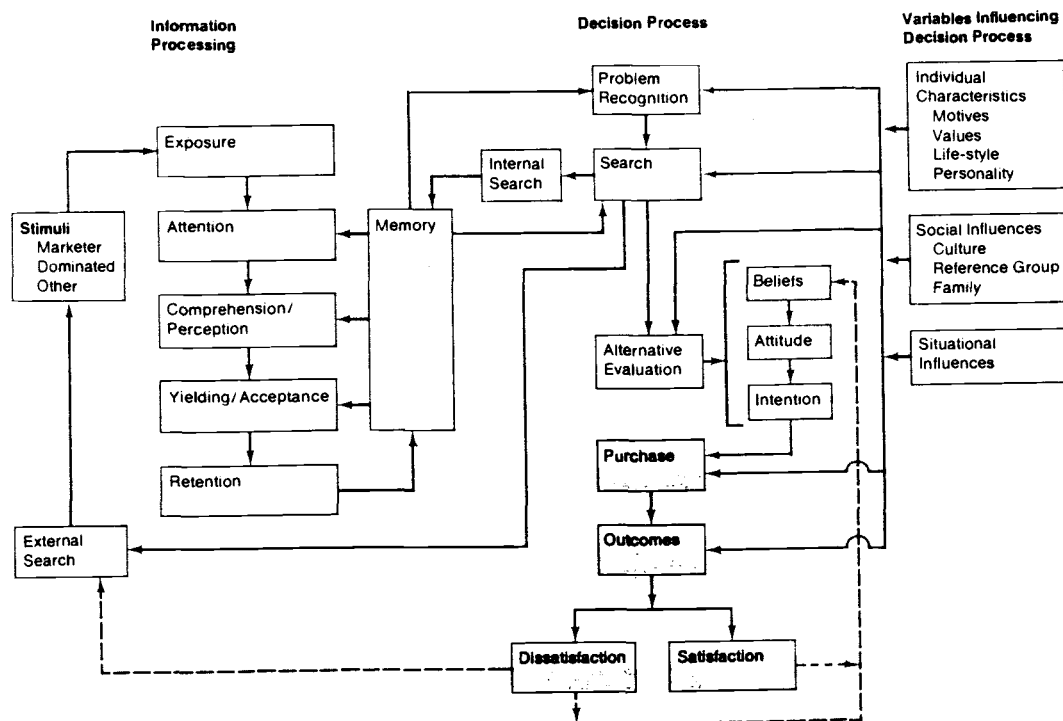 Information
Processing
Decision Process
Variables Influencing
Decision Process
Exposure
Attention
Comprehension/
Perception
Yielding/Acceptance
Retention
Stimuli
Marketer
Dominated
Other
External
Search
Memory
Internal
Search
Problem
Recognition
Search
Alternative
Evaluation
Beliefs
Attitude
Intention
Purchase
Outcomes
Dissatisfaction
Satisfaction
Individual
Characteristics
Motives
Values
Life-style
Personality
Social Influences
Culture
Reference Group
Family
Situational
Influences